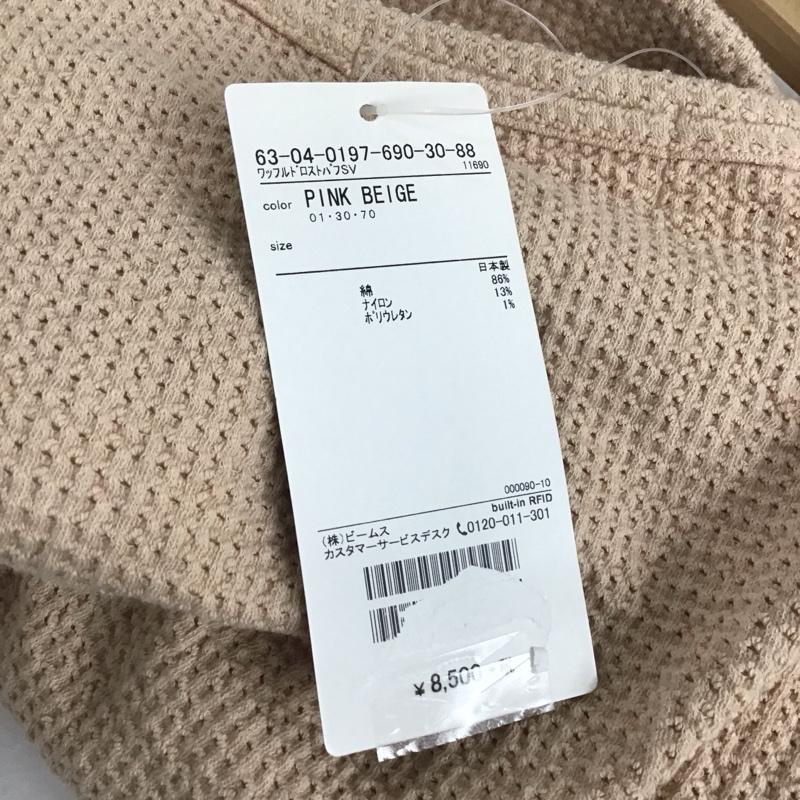 63-04-0197-690-30-88
ワッフルドロストパフSV 11690
color PINK BEIGE
01・30・70
size
日本製
綿 86%
ナイロン 13%
ポリウレタン 1%
000090-10
built-in RFID
(株)ビームス
カスタマーサービスデスク 0120-011-301
¥8,500